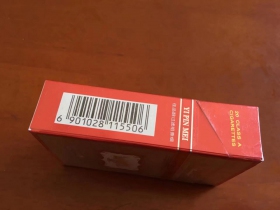 6 901028 115506
YI PIN MEI
20 CLASS A
CIGARETTES